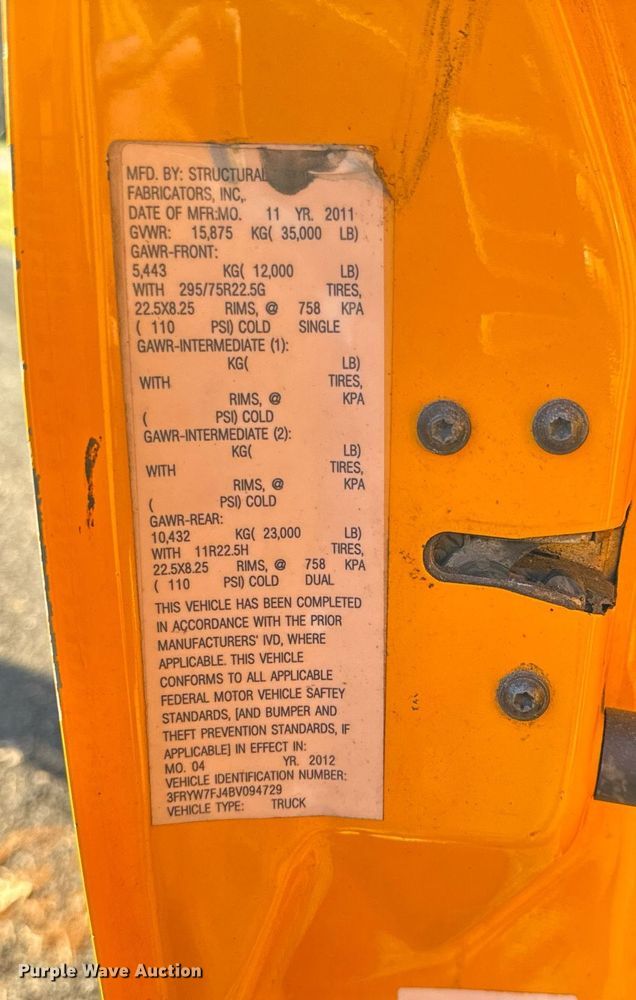 MFD. BY: STRUCTURAL
FABRICATORS, INC,.
DATE OF MFR:MO. 11 YR. 2011
GVWR: 15,875 KG( 35,000 LB)
GAWR-FRONT:
5,443 KG( 12,000 LB)
WITH 295/75R22.5G TIRES,
22.5X8.25 RIMS, @ 758 KPA
( 110 PSI) COLD SINGLE
GAWR-INTERMEDIATE (1):
KG( LB)
WITH TIRES,
RIMS, @ KPA
( PSI) COLD
GAWR-INTERMEDIATE (2):
KG( LB)
WITH TIRES,
RIMS, @ KPA
( PSI) COLD
GAWR-REAR:
10,432 KG( 23,000 LB)
WITH 11R22.5H TIRES,
22.5X8.25 RIMS, @ 758 KPA
( 110 PSI) COLD DUAL
THIS VEHICLE HAS BEEN COMPLETED
IN ACCORDANCE WITH THE PRIOR
MANUFACTURERS' IVD, WHERE
APPLICABLE. THIS VEHICLE
CONFORMS TO ALL APPLICABLE
FEDERAL MOTOR VEHICLE SAFTEY
STANDARDS, [AND BUMPER AND
THEFT PREVENTION STANDARDS, IF
APPLICABLE] IN EFFECT IN:
MO. 04 YR. 2012
VEHICLE IDENTIFICATION NUMBER:
3FRYW7FJ4BV094729
VEHICLE TYPE: TRUCK
Purple Wave Auction